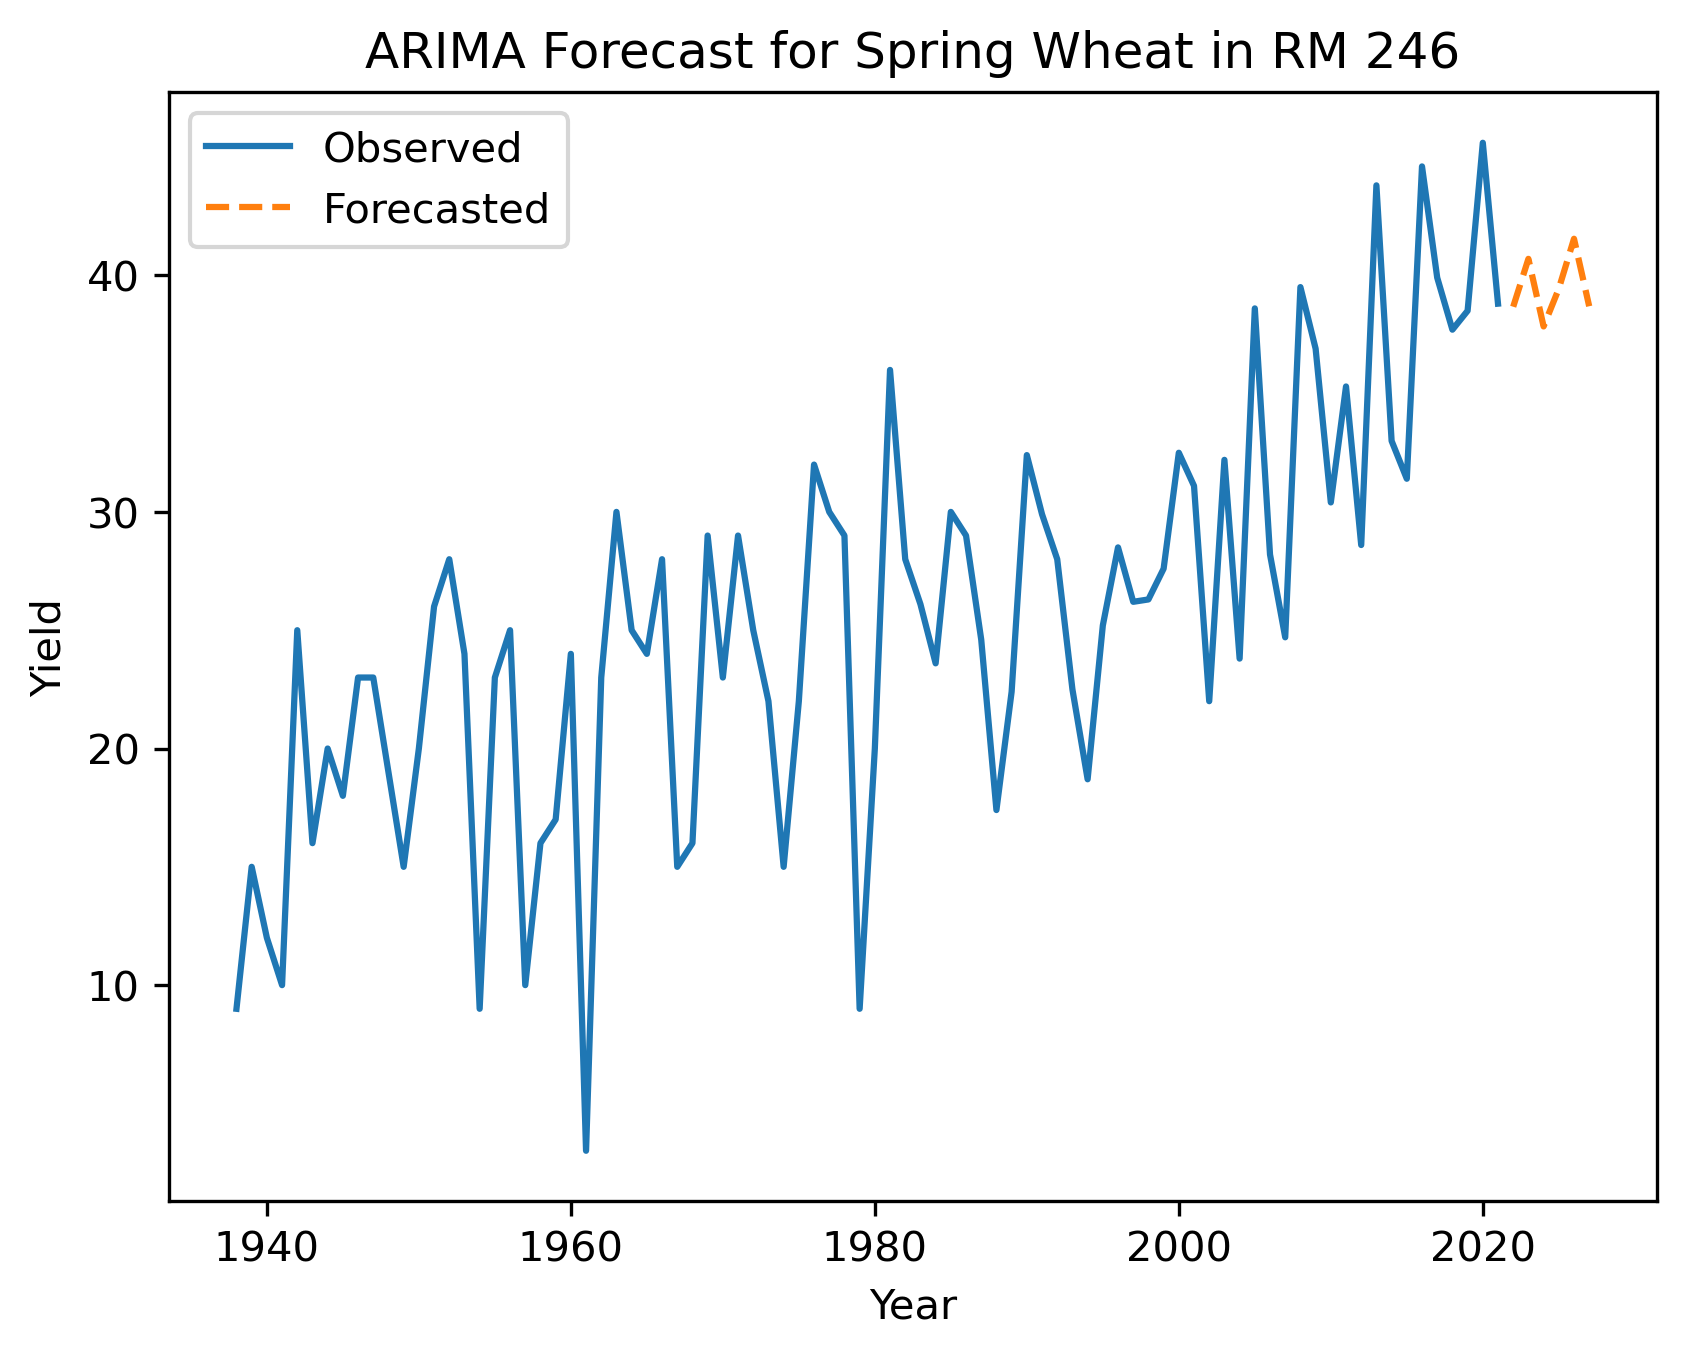 ARIMA Forecast for Spring Wheat in RM 246
Observed
Forecasted
40
30
20
10
Yield
1940 1960 1980 2000 2020
Year